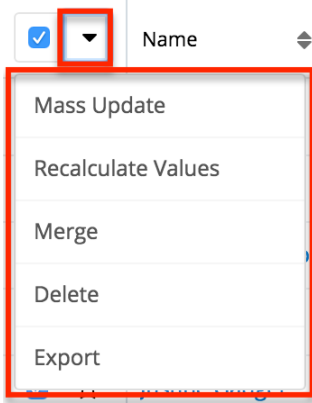 Name
Mass Update
Recalculate Values
Merge
Delete
Export